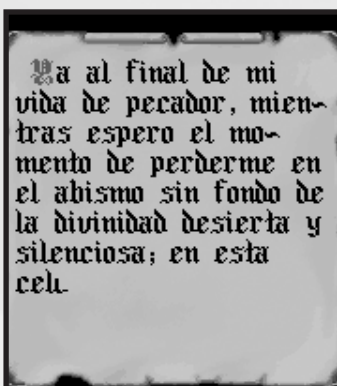 Ya al final de mi
vida de pecador, mien~
tras espero el mo~
mento de perderme en
el abismo sin fondo de
la divinidad desierta y
silenciosa; en esta
celi